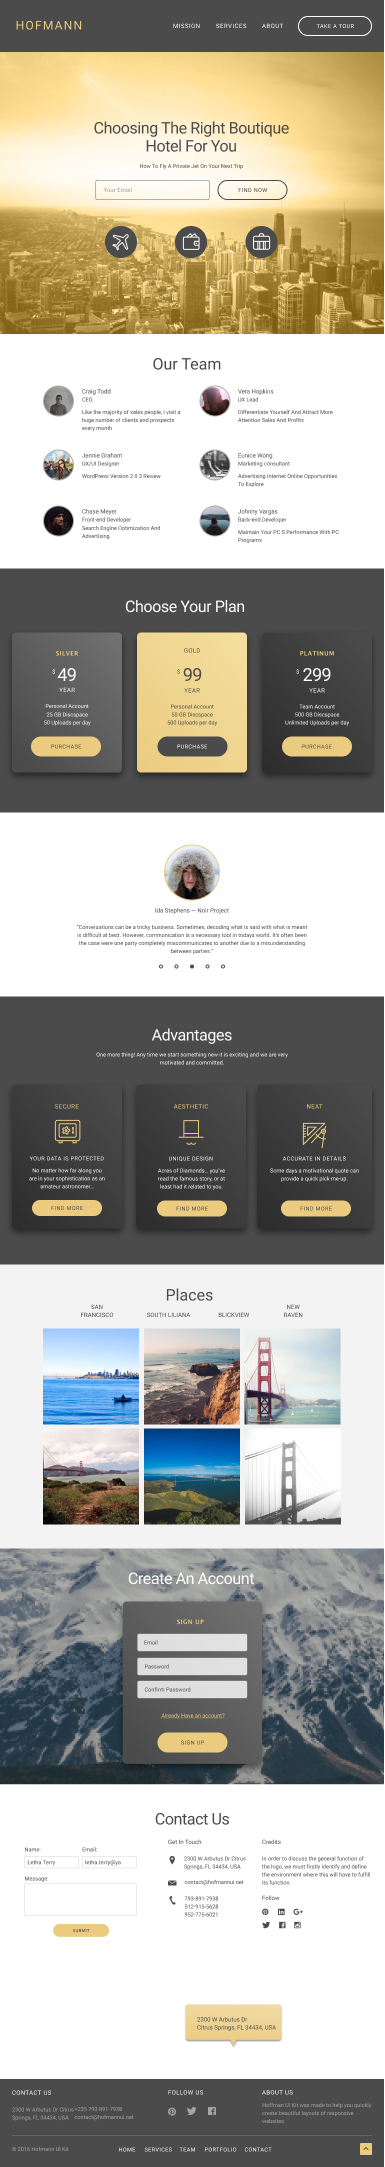 HOFMANN
MISSION
SERVICES
ABOUT
TAKE A TOUR
Choosing The Right Boutique
Hotel For You
How To Fly A Private Jet On Your Next Trip
Your Email
FIND NOW
Our Team
Craig Todd
CEO
Like the majority of sales people, I visit a
huge number of clients and prospects
every month
Vera Hopkins
UX Lead
Differentiate Yourself And Attract More
Attention Sales And Profits
Jennie Graham
UX/UI Designer
WordPress Version 2 0 3 Review
Eunice Wong
Marketing consultant
Advertising Internet Online Opportunities
To Explore
Chase Meyer
Front-end Developer
Search Engine Optimization And
Advertising
Johnny Vargas
Back-end Developer
Maintain Your PC S Performance With PC
Programs
Choose Your Plan
SILVER
$ 49
YEAR
Personal Account
25 GB Discspace
50 Uploads per day
PURCHASE
GOLD
$ 99
YEAR
Personal Account
50 GB Discspace
500 Uploads per day
PURCHASE
PLATINUM
$ 299
YEAR
Team Account
500 GB Discspace
Unlimited Uploads per day
PURCHASE
Ida Stephens — Noir Project
"Conversations can be a tricky business. Sometimes, decoding what is said with what is meant
is difficult at best. However, communication is a necessary tool in todays world. It's often been
the case were one party completely miscommunicates to another due to a misunderstanding
between parties."
Advantages
One more thing! Any time we start something new it is exciting and we are very
motivated and committed.
SECURE
YOUR DATA IS PROTECTED
No matter how far along you
are in your sophistication as an
amateur astronomer...
FIND MORE
AESTHETIC
UNIQUE DESIGN
Acres of Diamonds... you've
read the famous story, or at
least had it related to you.
FIND MORE
NEAT
ACCURATE IN DETAILS
Some days a motivational quote can
provide a quick pick-me-up.
FIND MORE
Places
SAN
FRANCISCO
SOUTH LILIANA
BLICKVIEW
NEW
RAVEN
Create An Account
SIGN UP
Email
Password
Confirm Password
Already Have an account?
SIGN UP
Contact Us
Name:
Letha Terry
Email:
letha.terry@ya
Message:
SUBMIT
Get In Touch
2300 W Arbutus Dr Citrus
Springs, FL 34434, USA
contact@hofmannui.net
793-891-7938
512-915-5628
952-775-6021
Credits
In order to discuss the general function of
the logo, we must firstly identify and define
the environment where this will have to fulfill
its function.
Follow
2300 W Arbutus Dr
Citrus Springs, FL 34434, USA
CONTACT US
2300 W Arbutus Dr Citrus
Springs, FL 34434, USA
+235 793-891-7938
contact@hofmannui.net
FOLLOW US
ABOUT US
Hoffman UI Kit was made to help you quickly
create beautiful layouts of responsive
websites.
© 2016 Hofmann UI Kit
HOME
SERVICES
TEAM
PORTFOLIO
CONTACT